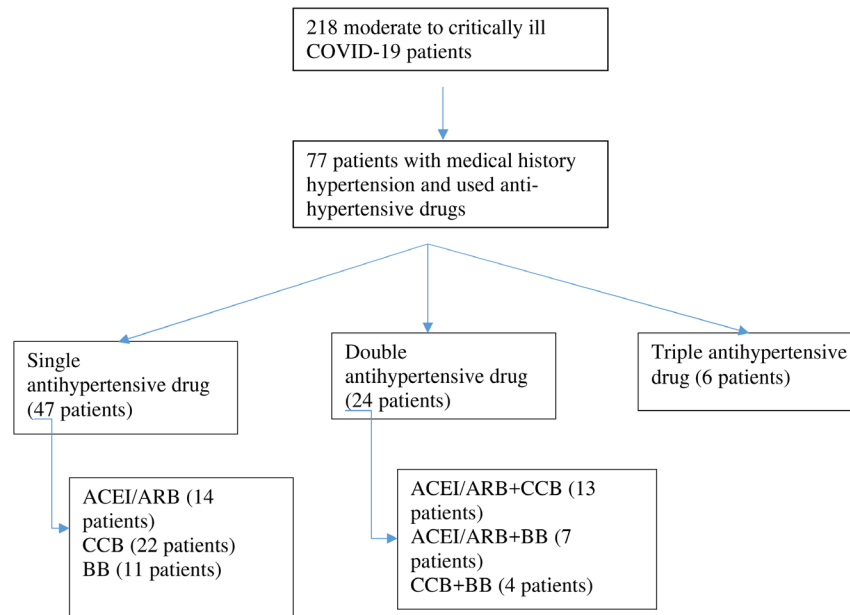 218 moderate to critically ill
COVID-19 patients
77 patients with medical history
hypertension and used anti-
hypertensive drugs
Single
antihypertensive drug
(47 patients)
Double
antihypertensive drug
(24 patients)
Triple antihypertensive
drug (6 patients)
ACEI/ARB (14
patients)
CCB (22 patients)
BB (11 patients)
ACEI/ARB+CCB (13
patients)
ACEI/ARB+BB (7
patients)
CCB+BB (4 patients)